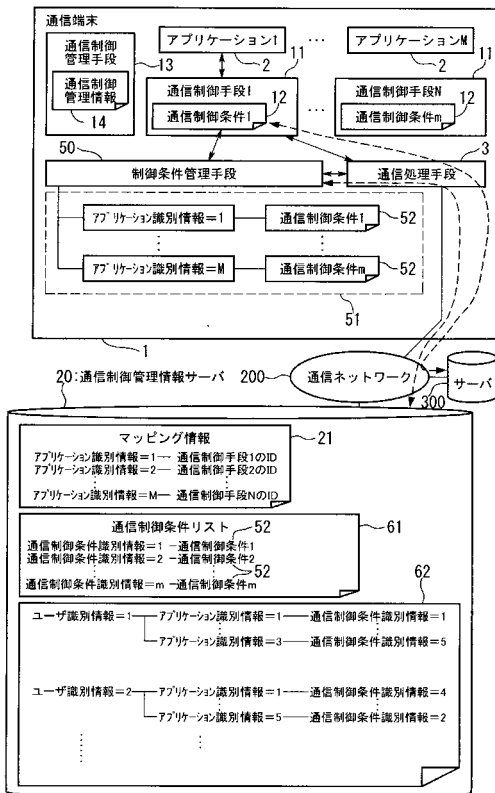 通信端末
通信制御
管理手段
13
通信制御
管理情報
14
アプリケーション1
… 
アプリケーションM
2
2
11
11
通信制御手段1
12
通信制御条件1
…
通信制御手段N
12
通信制御条件m
50
3
制御条件管理手段
通信処理手段
アプリケーション識別情報=1
通信制御条件1
52
アプリケーション識別情報=M
通信制御条件m
52
51
1
20:通信制御管理情報サーバ
200
通信ネットワーク
サーバ
300
マッピング情報
21
アプリケーション識別情報=1―通信制御手段1のID
アプリケーション識別情報=2―通信制御手段2のID
アプリケーション識別情報=M―通信制御手段NのID
通信制御条件リスト
61
52
通信制御条件識別情報=1―通信制御条件1
通信制御条件識別情報=2―通信制御条件2
52
通信制御条件識別情報=m―通信制御条件m
62
ユーザ識別情報=1―アプリケーション識別情報=1―通信制御条件識別情報=1
アプリケーション識別情報=3―通信制御条件識別情報=5
ユーザ識別情報=2―アプリケーション識別情報=1―通信制御条件識別情報=4
アプリケーション識別情報=5―通信制御条件識別情報=2